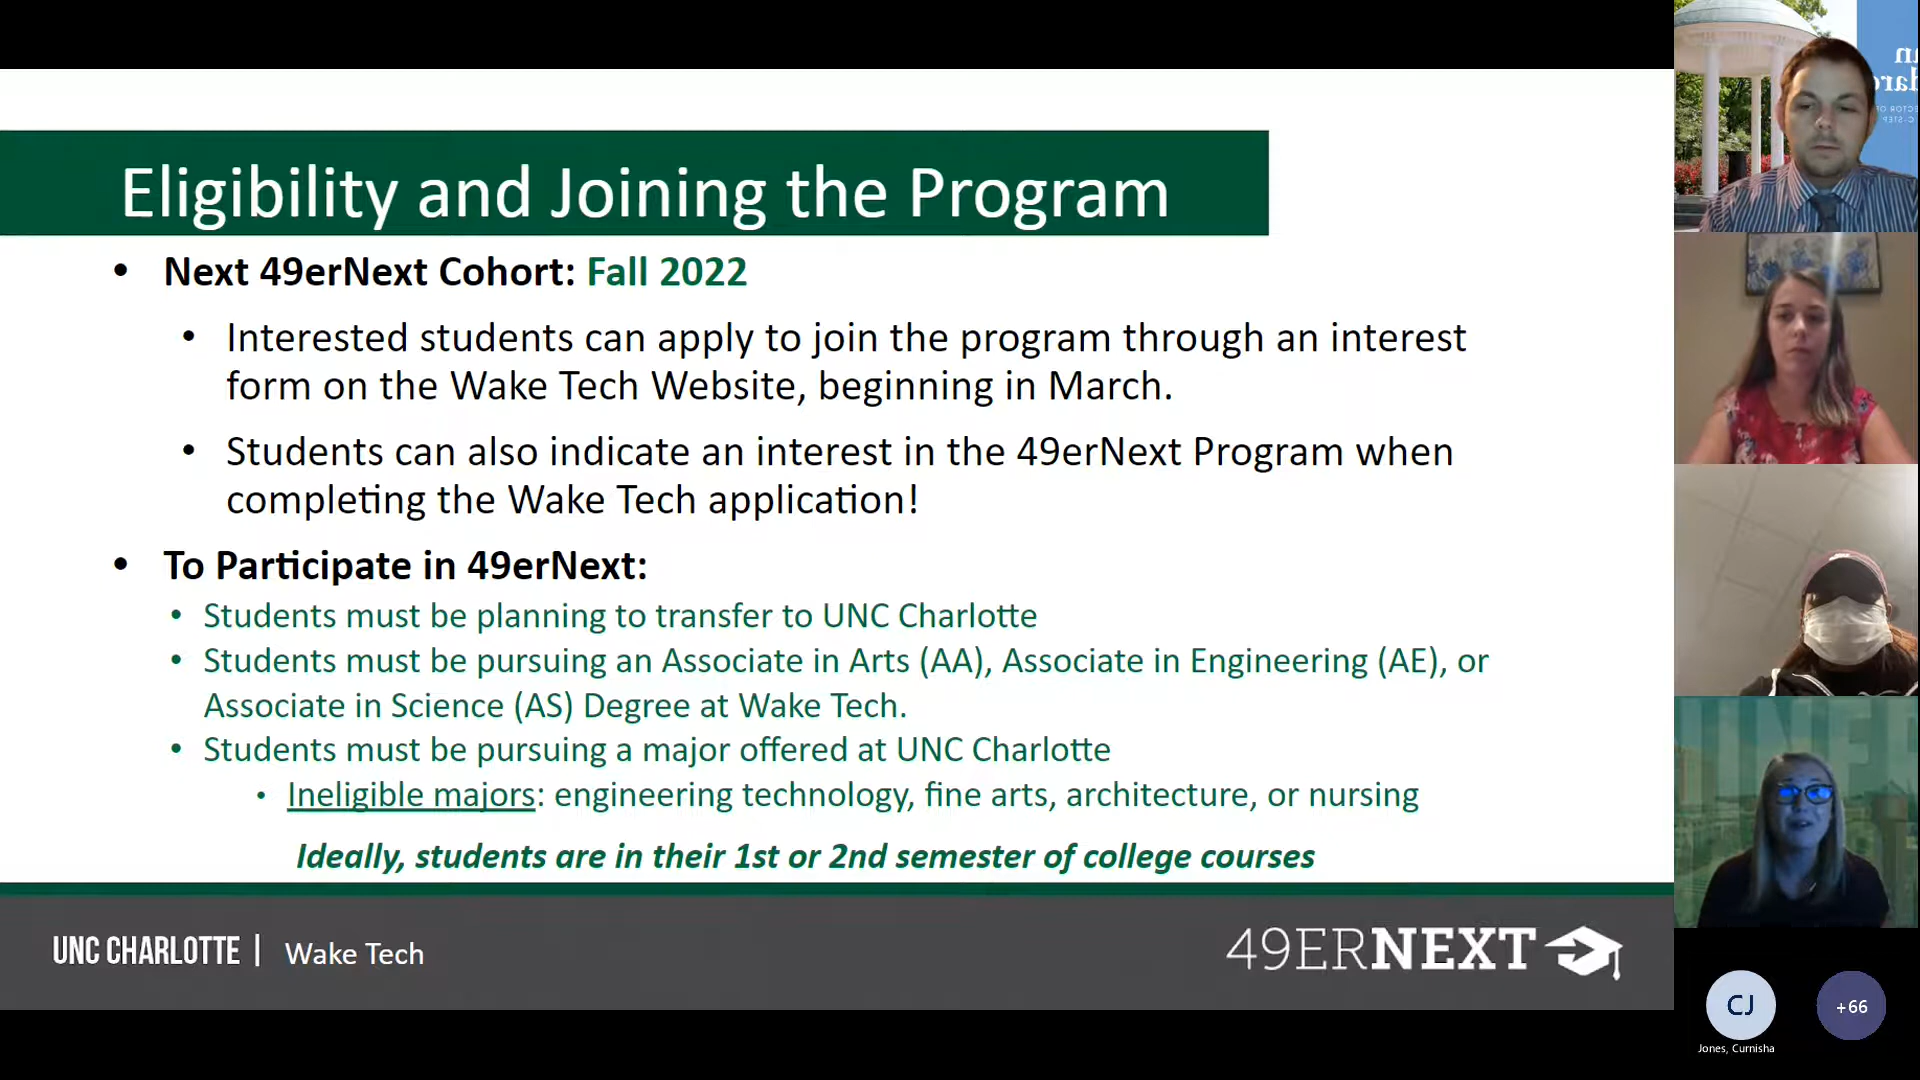 Eligibility and Joining the Program
• Next 49erNext Cohort: Fall 2022
• Interested students can apply to join the program through an interest
form on the Wake Tech Website, beginning in March.
• Students can also indicate an interest in the 49erNext Program when
completing the Wake Tech application!
• To Participate in 49erNext:
• Students must be planning to transfer to UNC Charlotte
• Students must be pursuing an Associate in Arts (AA), Associate in Engineering (AE), or
Associate in Science (AS) Degree at Wake Tech.
• Students must be pursuing a major offered at UNC Charlotte
• Ineligible majors: engineering technology, fine arts, architecture, or nursing
Ideally, students are in their 1st or 2nd semester of college courses
UNC CHARLOTTE | Wake Tech
49ERNEXT
CJ
+66
Jones, Curnisha